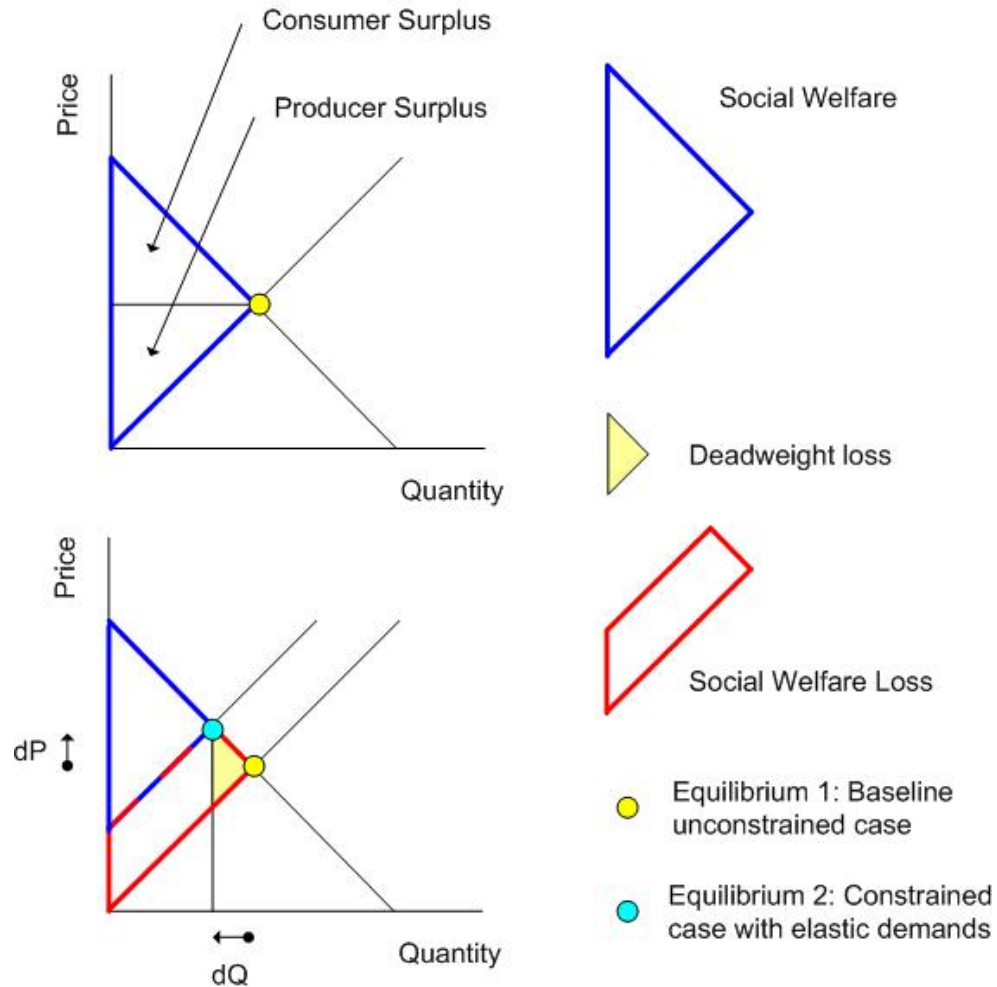 Consumer Surplus
Producer Surplus
Price
Quantity
Social Welfare
Deadweight loss
Social Welfare Loss
Price
dP
Quantity
dQ
Equilibrium 1: Baseline
unconstrained case
Equilibrium 2: Constrained
case with elastic demands